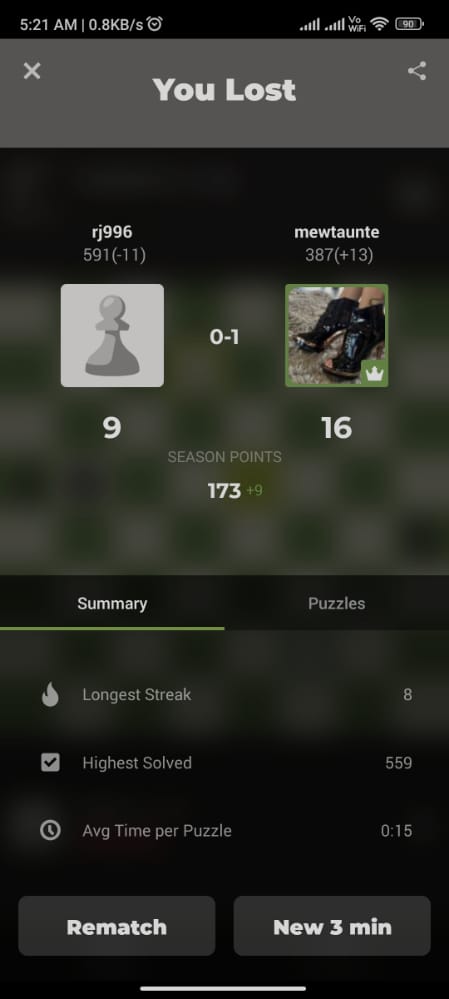 5:21 AM | 0.8KB/s
Vo
WiFi
90
You Lost
rj996
mewtaunte
591(-11)
387(+13)
0-1
9
16
SEASON POINTS
173 +9
Summary
Puzzles
Longest Streak
8
Highest Solved
559
Avg Time per Puzzle
0:15
Rematch
New 3 min